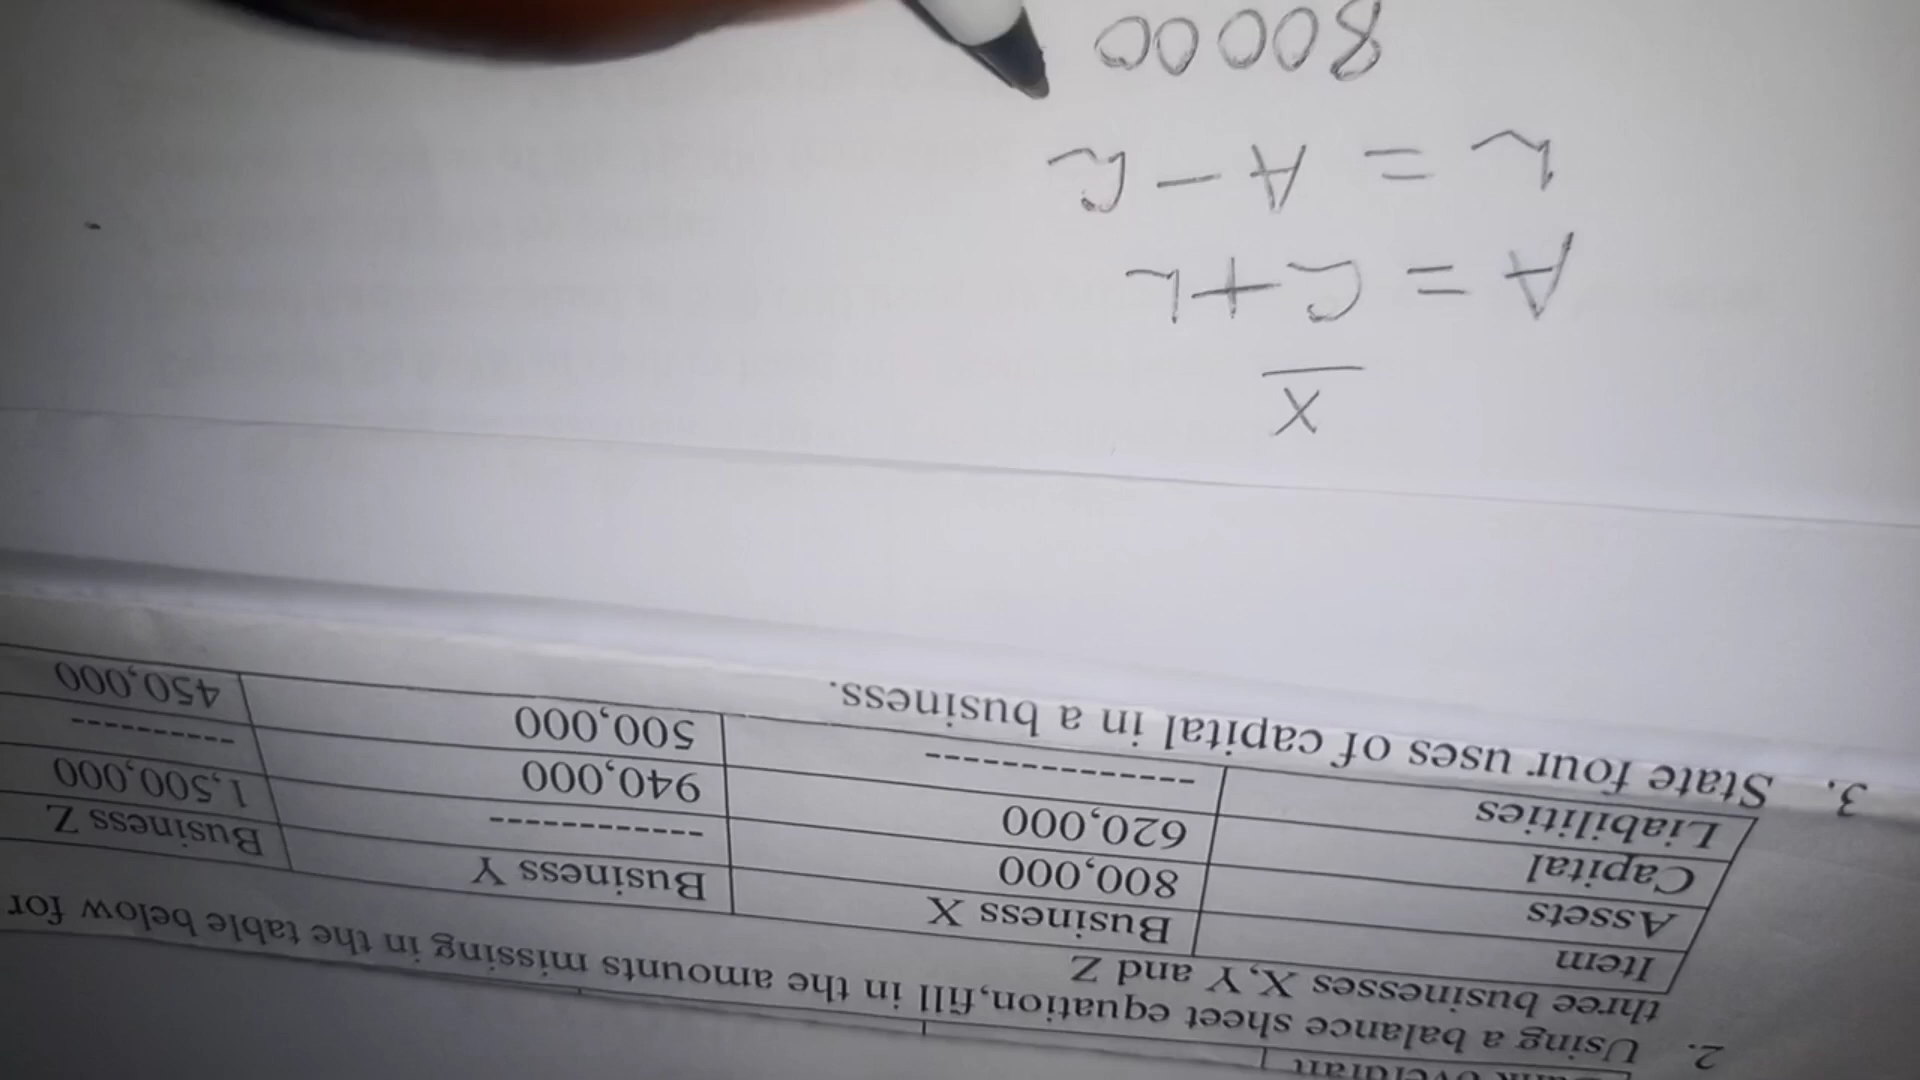 2. Using a balance sheet equation,fill in the amounts missing in the table below for
three businesses X,Y and Z
Item Business X Business Y Business Z
Assets 800,000 ------------ 1,500,000
Capital 620,000 940,000 ---------
Liabilities -------------- 500,000 450,000
3. State four uses of capital in a business.
X
A = C+L
L = A - C
80000